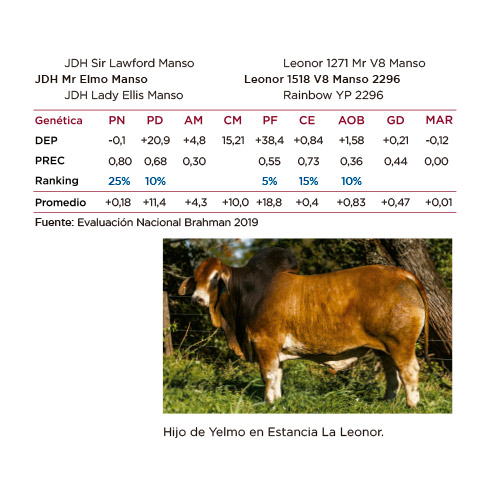 JDH Sir Lawford Manso Leonor 1271 Mr V8 Manso
JDH Mr Elmo Manso Leonor 1518 V8 Manso 2296
JDH Lady Ellis Manso Rainbow YP 2296
Genética PN PD AM CM PF CE AOB GD MAR
DEP -0,1 +20,9 +4,8 15,21 +38,4 +0,84 +1,58 +0,21 -0,12
PREC 0,80 0,68 0,30 0,55 0,73 0,36 0,44 0,00
Ranking 25% 10% 5% 15% 10%
Promedio +0,18 +11,4 +4,3 +10,0 +18,8 +0,4 +0,83 +0,47 +0,01
Fuente: Evaluación Nacional Brahman 2019
Hijo de Yelmo en Estancia La Leonor.